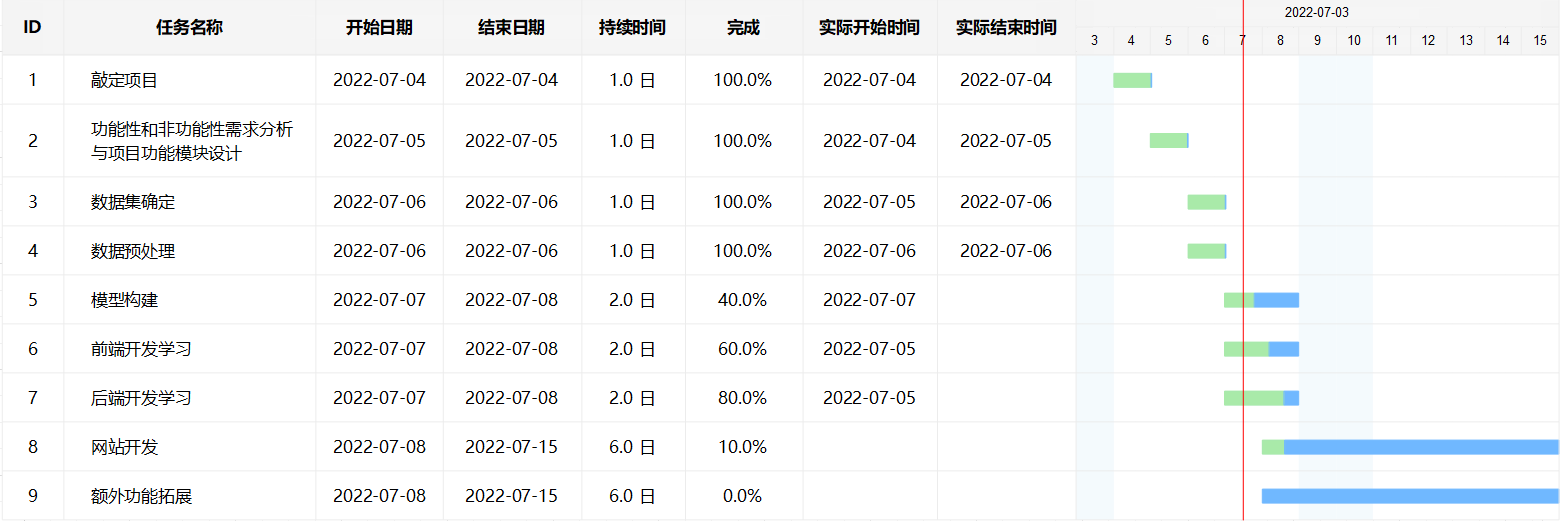 ID 任务名称 开始日期 结束日期 持续时间 完成 实际开始时间 实际结束时间 2022-07-03
3 4 5 6 7 8 9 10 11 12 13 14 15
1 敲定项目 2022-07-04 2022-07-04 1.0 日 100.0% 2022-07-04 2022-07-04
2 功能性和非功能性需求分析
与项目功能模块设计 2022-07-05 2022-07-05 1.0 日 100.0% 2022-07-04 2022-07-05
3 数据集确定 2022-07-06 2022-07-06 1.0 日 100.0% 2022-07-05 2022-07-06
4 数据预处理 2022-07-06 2022-07-06 1.0 日 100.0% 2022-07-06 2022-07-06
5 模型构建 2022-07-07 2022-07-08 2.0 日 40.0% 2022-07-07
6 前端开发学习 2022-07-07 2022-07-08 2.0 日 60.0% 2022-07-05
7 后端开发学习 2022-07-07 2022-07-08 2.0 日 80.0% 2022-07-05
8 网站开发 2022-07-08 2022-07-15 6.0 日 10.0%
9 额外功能拓展 2022-07-08 2022-07-15 6.0 日 0.0%